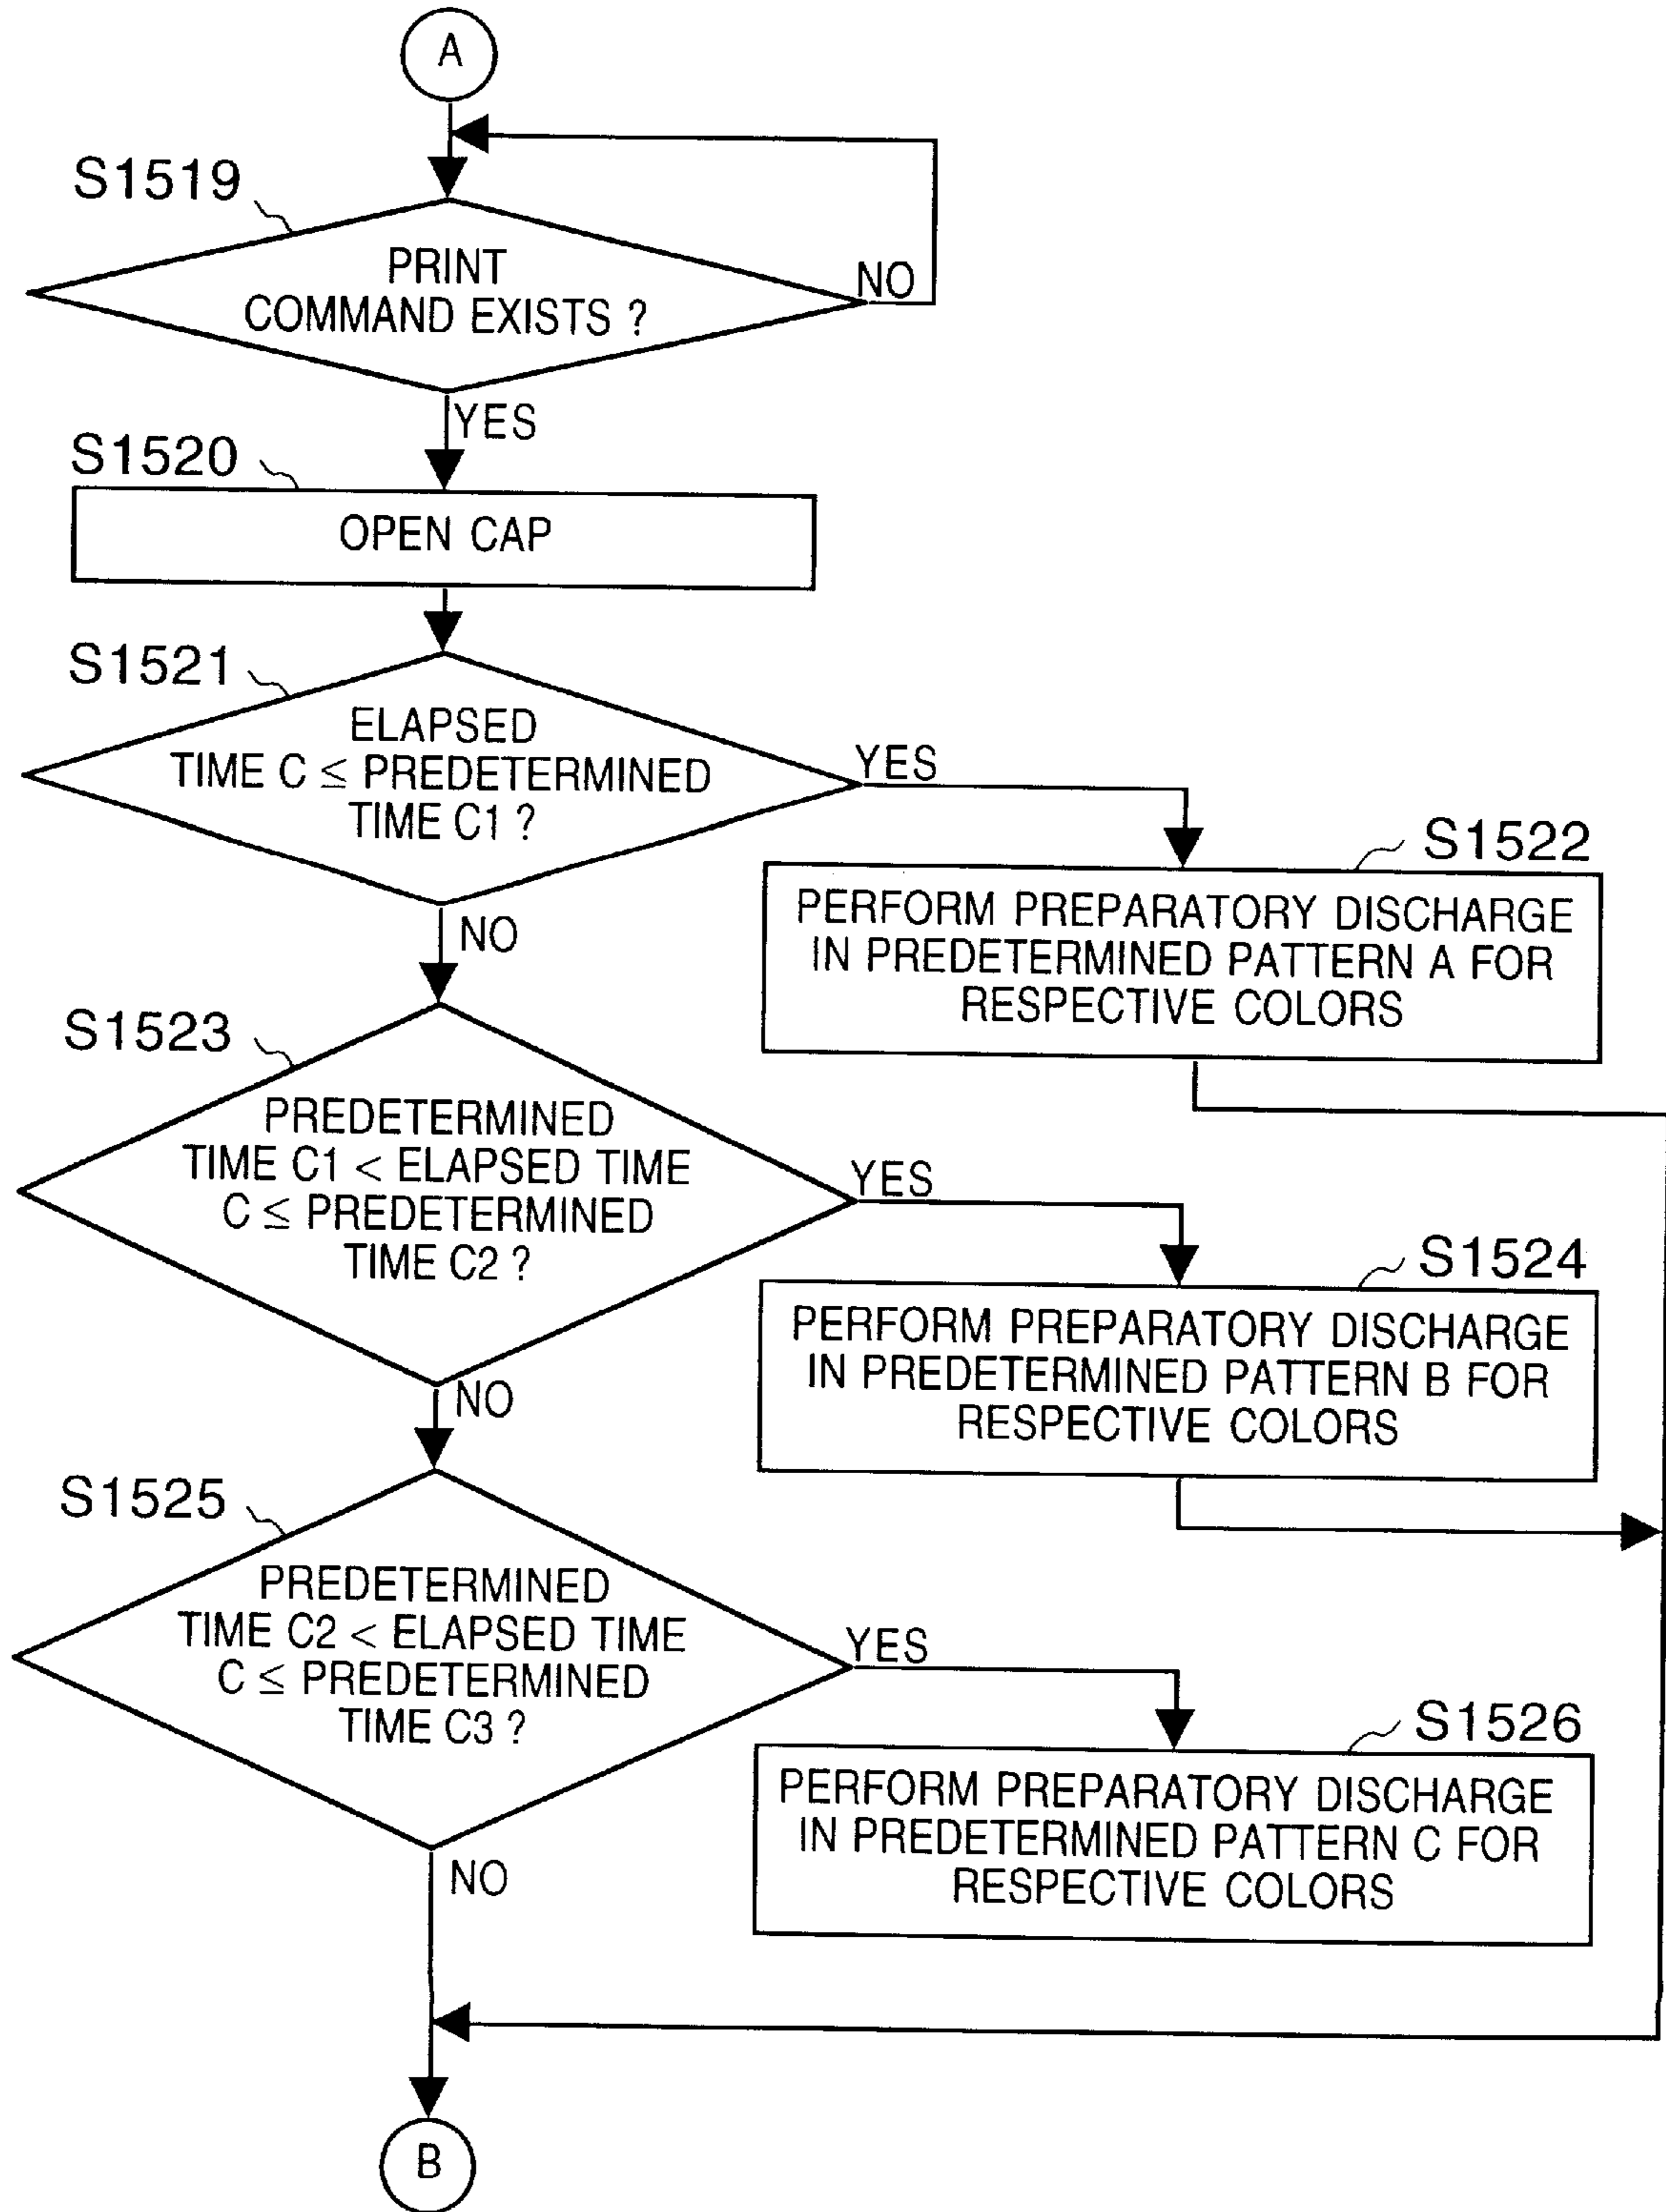 A
S1519
PRINT
COMMAND EXISTS ?
NO
YES
S1520
OPEN CAP
S1521
ELAPSED
TIME C ≤ PREDETERMINED
TIME C1 ?
YES
NO
S1522
PERFORM PREPARATORY DISCHARGE
IN PREDETERMINED PATTERN A FOR
RESPECTIVE COLORS
S1523
PREDETERMINED
TIME C1 < ELAPSED TIME
C ≤ PREDETERMINED
TIME C2 ?
YES
NO
S1524
PERFORM PREPARATORY DISCHARGE
IN PREDETERMINED PATTERN B FOR
RESPECTIVE COLORS
S1525
PREDETERMINED
TIME C2 < ELAPSED TIME
C ≤ PREDETERMINED
TIME C3 ?
YES
NO
S1526
PERFORM PREPARATORY DISCHARGE
IN PREDETERMINED PATTERN C FOR
RESPECTIVE COLORS
B